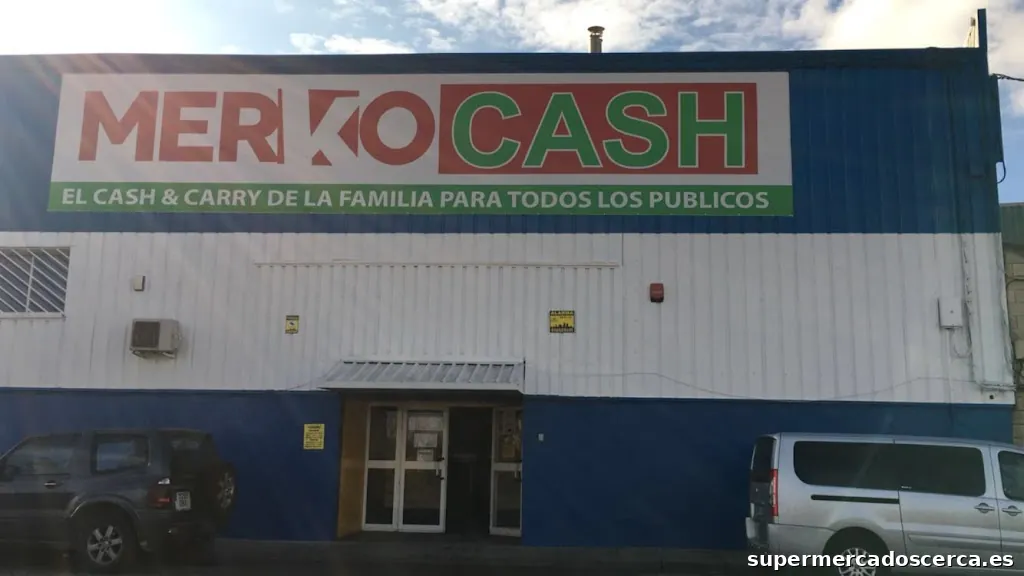 MERKOCASH
EL CASH & CARRY DE LA FAMILIA PARA TODOS LOS PUBLICOS
supermercadoscerca.es